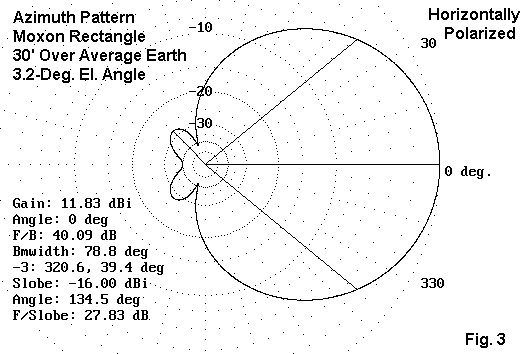 Azimuth Pattern
Moxon Rectangle
30' Over Average Earth
3.2-Deg. El. Angle
Horizontally
Polarized
-10
30
-20
-30
0 deg.
Gain: 11.83 dBi
Angle: 0 deg
F/B: 40.09 dB
Bmwidth: 78.8 deg
-3: 320.6, 39.4 deg
Slobe: -16.00 dBi
Angle: 134.5 deg
F/Slobe: 27.83 dB
330
Fig. 3